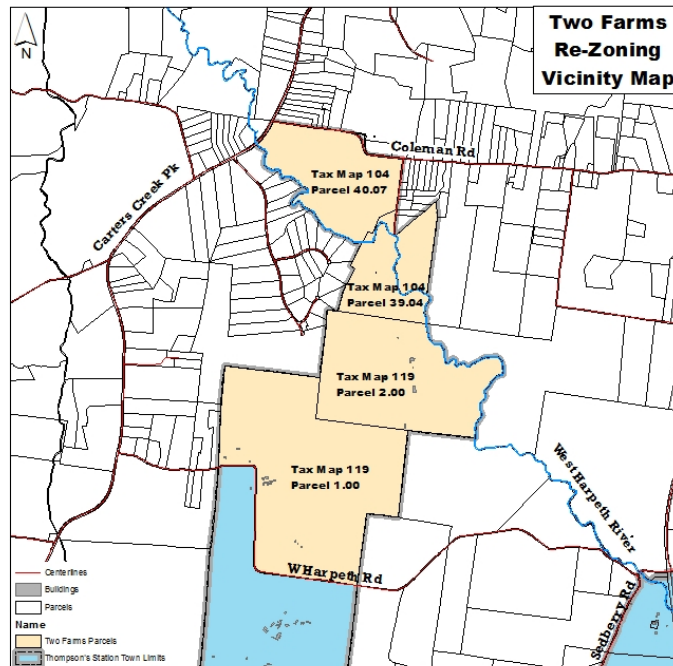 Two Farms
Re-Zoning
Vicinity Map
N
Coleman Rd
Tax Map 104
Parcel 40.07
Carters Creek Pk
Tax Map 104
Parcel 39.04
Tax Map 119
Parcel 2.00
Tax Map 119
Parcel 1.00
West Harpeth River
W Harpeth Rd
Sedberry Rd
Centerlines
Buildings
Parcels
Name
Two Farms Parcels
Thompson's Station Town Limits